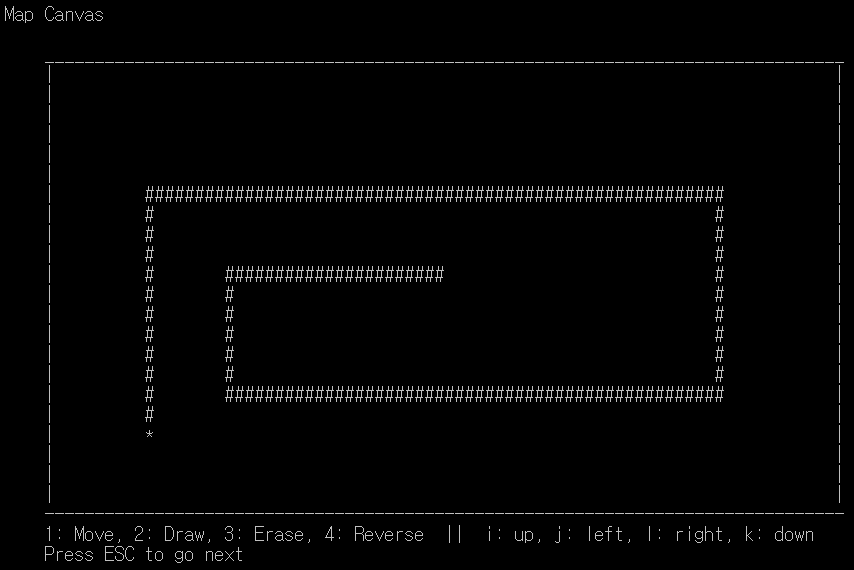 Map Canvas
##########################################################
# #
# #
# #
# ###################### #
# # #
# # #
# # #
# # #
# # #
# ##################################################
#
*
1: Move, 2: Draw, 3: Erase, 4: Reverse || i: up, j: left, l: right, k: down
Press ESC to go next